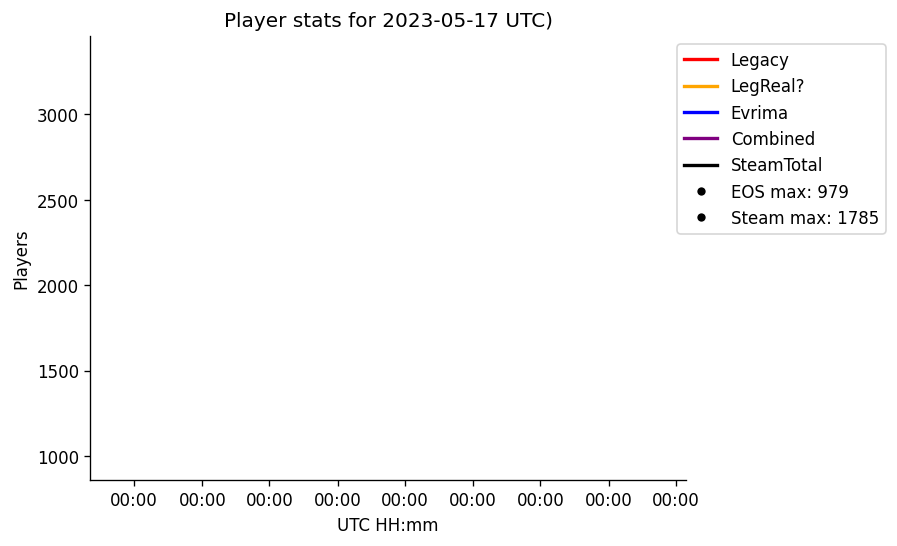 Player stats for 2023-05-17 UTC)
Legacy
LegReal?
Evrima
Combined
SteamTotal
EOS max: 979
Steam max: 1785
Players
3000
2500
2000
1500
1000
00:00 00:00 00:00 00:00 00:00 00:00 00:00 00:00 00:00
UTC HH:mm